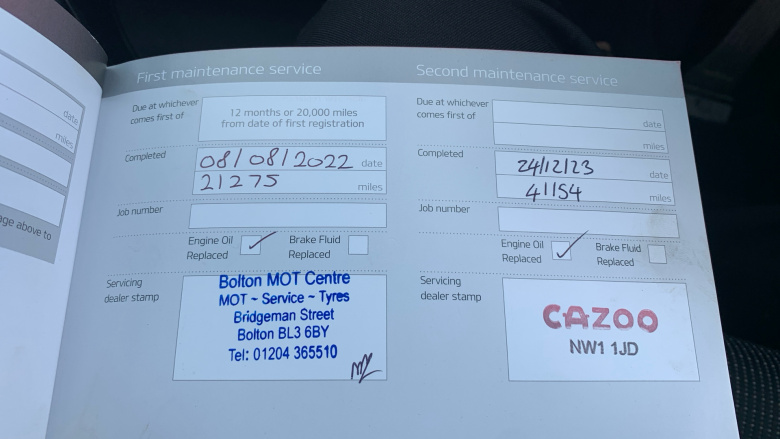 First maintenance service
Due at whichever
comes first of
12 months or 20,000 miles
from date of first registration
Completed
08/08/2022 date
21275 miles
Job number
Engine Oil
Replaced
Brake Fluid
Replaced
Servicing
dealer stamp
Bolton MOT Centre
MOT ~ Service ~ Tyres
Bridgeman Street
Bolton BL3 6BY
Tel: 01204 365510
Second maintenance service
Due at whichever
comes first of
date
miles
Completed
24/12/23 date
41154 miles
Job number
Engine Oil
Replaced
Brake Fluid
Replaced
Servicing
dealer stamp
CAZOO
NW1 1JD
date
miles
age above to